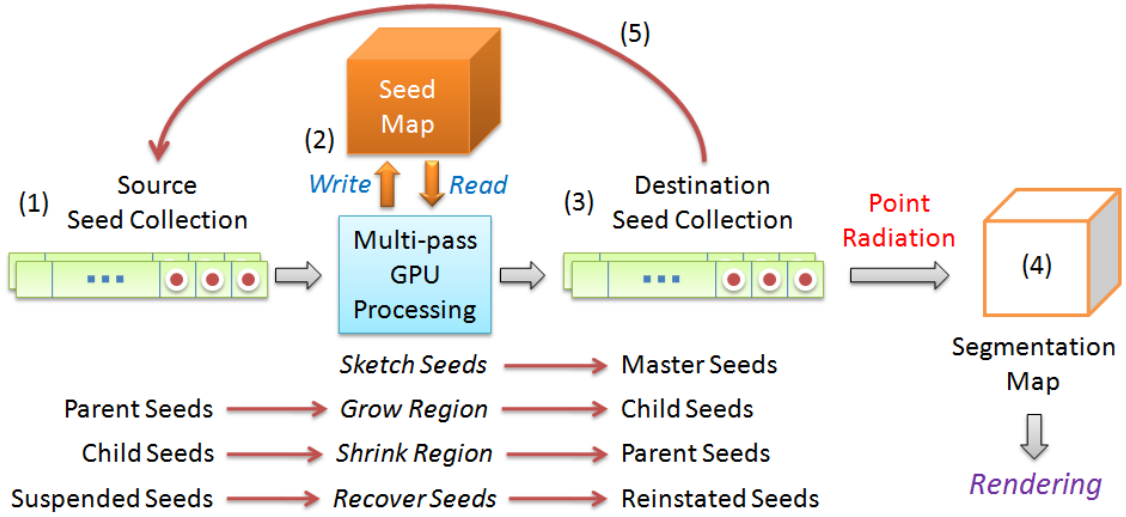 (5)
Seed
Map
(2)
Write
Read
(1)
Source
Seed Collection
Multi-pass
GPU
Processing
(3)
Destination
Seed Collection
Point
Radiation
(4)
Segmentation
Map
Rendering
Sketch Seeds Master Seeds
Parent Seeds Grow Region Child Seeds
Child Seeds Shrink Region Parent Seeds
Suspended Seeds Recover Seeds Reinstated Seeds